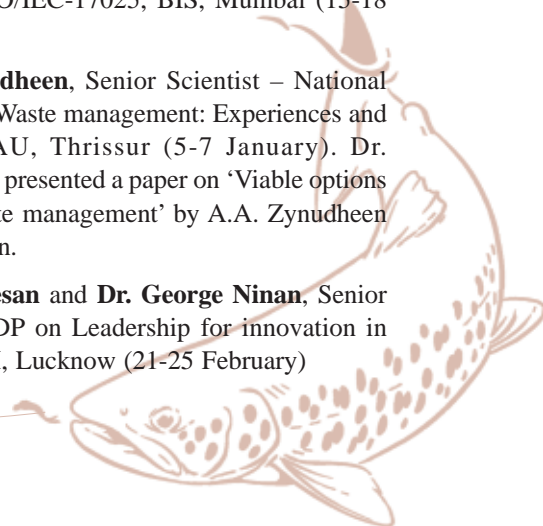 O/IEC-17025, BIS, Mumbai (15-18
dheen, Senior Scientist – National
Waste management: Experiences and
AU, Thrissur (5-7 January). Dr.
presented a paper on ‘Viable options
te management’ by A.A. Zynudheen
n.
esan and Dr. George Ninan, Senior
DP on Leadership for innovation in
, Lucknow (21-25 February)